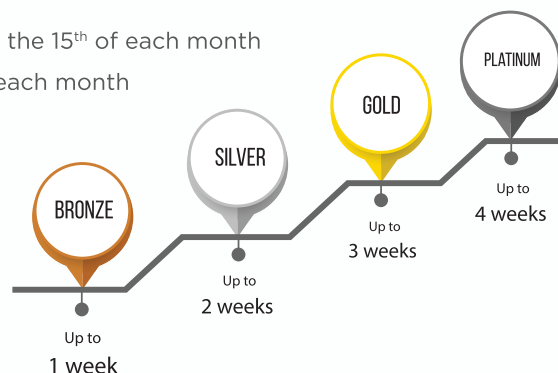 the 15th of each month
each month
PLATINUM
GOLD
SILVER
BRONZE
Up to
4 weeks
Up to
3 weeks
Up to
2 weeks
Up to
1 week